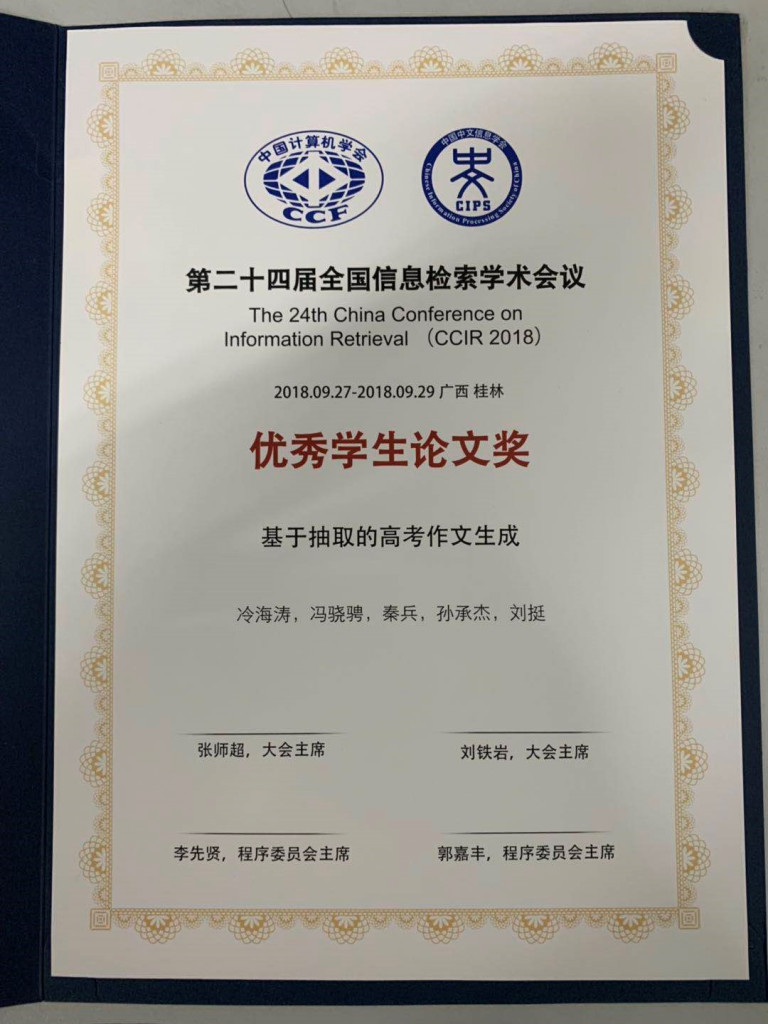 中国计算机学会
CCF
中国中文信息学会
CIPS
Chinese Information Processing Society of China
第二十四届全国信息检索学术会议
The 24th China Conference on
Information Retrieval （CCIR 2018）
2018.09.27-2018.09.29 广西 桂林
优秀学生论文奖
基于抽取的高考作文生成
冷海涛，冯骁骋，秦兵，孙承杰，刘挺
张师超，大会主席
刘铁岩，大会主席
李先贤，程序委员会主席
郭嘉丰，程序委员会主席